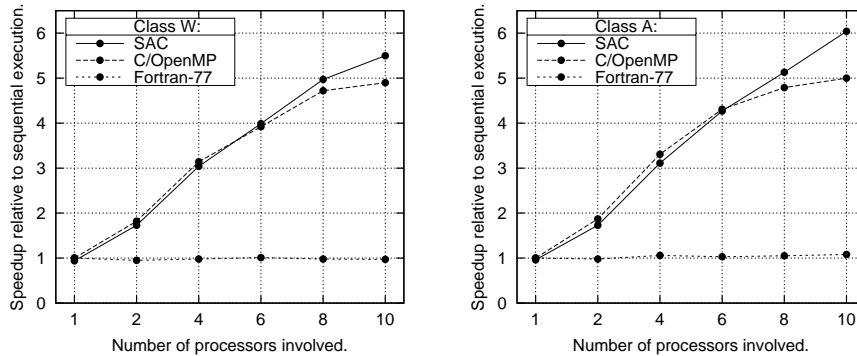 Speedup relative to sequential execution.
6
5
4
3
2
1
0
Class W:
SAC
C/OpenMP
Fortran-77
1 2 4 6 8 10
Number of processors involved.
Speedup relative to sequential execution.
6
5
4
3
2
1
0
Class A:
SAC
C/OpenMP
Fortran-77
1 2 4 6 8 10
Number of processors involved.